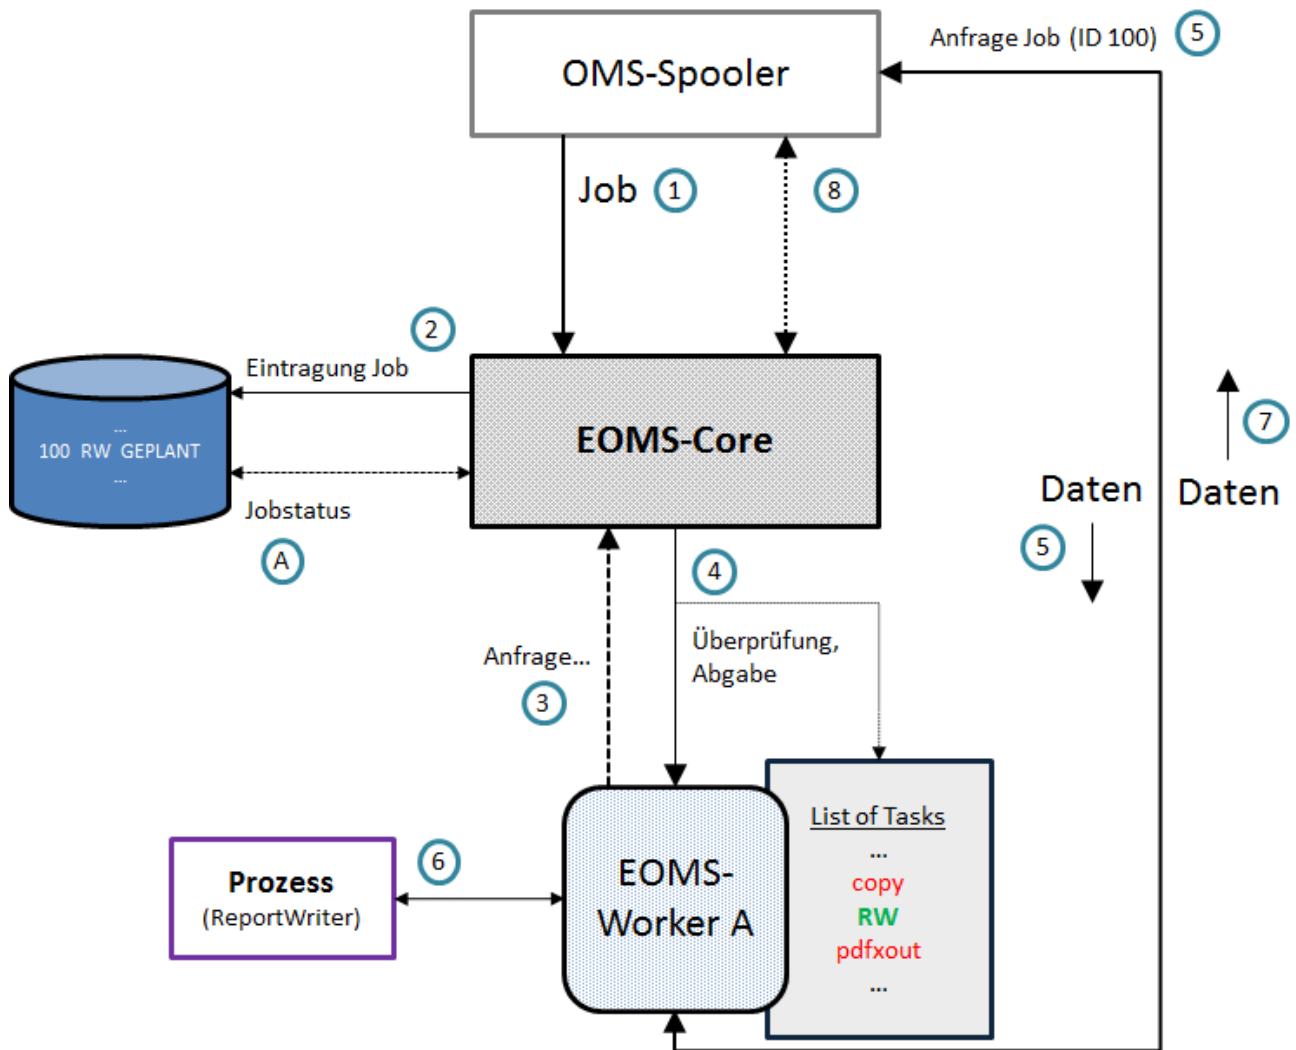 Anfrage Job (ID 100) 5
OMS-Spooler
Job 1
8
2
Eintragung Job
...
100 RW GEPLANT
...
EOMS-Core
7
Daten
Daten
5
Jobstatus
A
4
Überprüfung,
Abgabe
Anfrage...
3
List of Tasks
...
copy
RW
pdfxout
...
6
Prozess
(ReportWriter)
EOMS-
Worker A